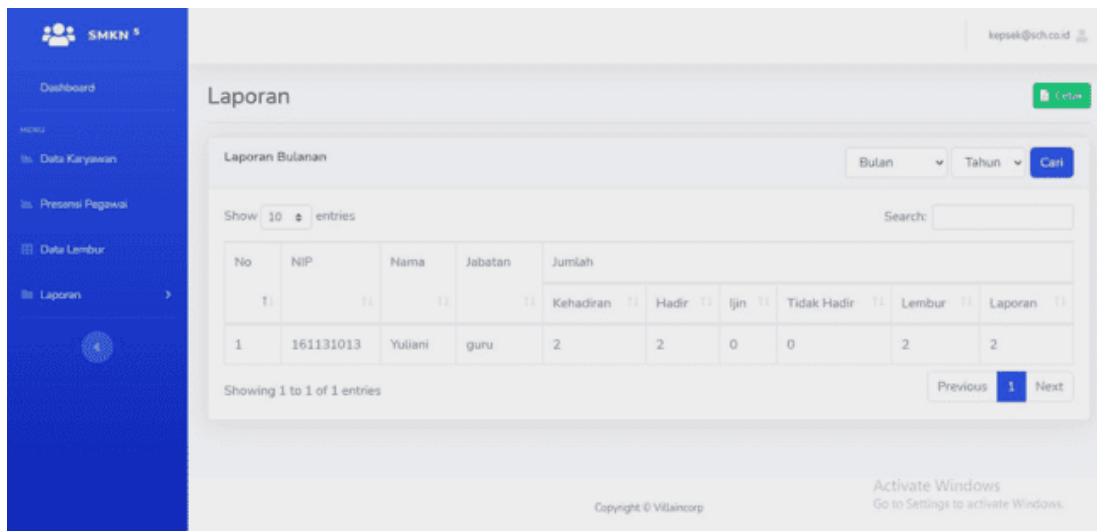 SMKN 5
kepsek@sch.co.id
Dashboard
Laporan
Cetak
MENU
Data Karyawan
Laporan Bulanan
Bulan
Tahun
Cari
Presensi Pegawai
Show 10 entries
Search:
Data Lembur
No NIP Nama Jabatan Jumlah
Laporan
Kehadiran Hadir Ijin Tidak Hadir Lembur Laporan
1 161131013 Yuliani guru 2 2 0 0 2 2
Showing 1 to 1 of 1 entries
Previous 1 Next
Activate Windows
Go to Settings to activate Windows.
Copyright © Villaincorp